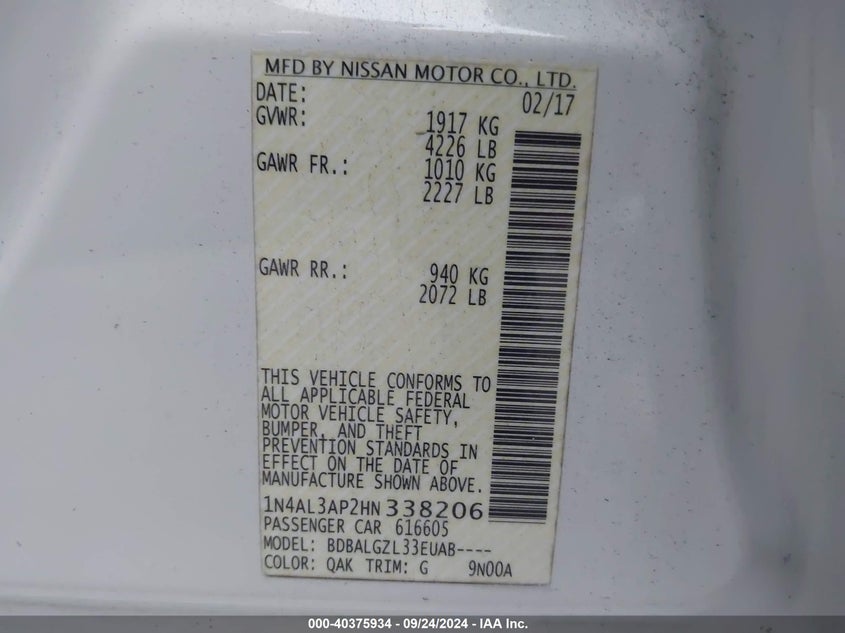 MFD BY NISSAN MOTOR CO., LTD.
DATE: 02/17
GVWR: 1917 KG
4226 LB
GAWR FR.: 1010 KG
2227 LB
GAWR RR.: 940 KG
2072 LB
THIS VEHICLE CONFORMS TO
ALL APPLICABLE FEDERAL
MOTOR VEHICLE SAFETY,
BUMPER, AND THEFT
PREVENTION STANDARDS IN
EFFECT ON THE DATE OF
MANUFACTURE SHOWN ABOVE.
1N4AL3AP2HN338206
PASSENGER CAR 616605
MODEL: BDBALGZL33EUAB----
COLOR: QAK TRIM: G 9N00A
000-40375934 - 09/24/2024 - IAA Inc.